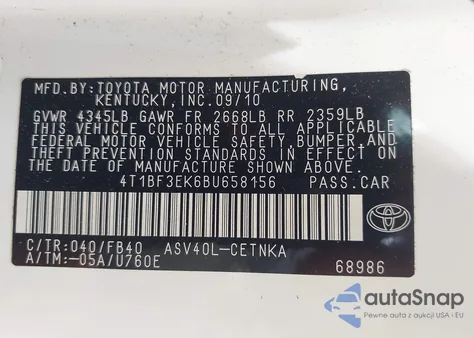 MFD.BY:TOYOTA MOTOR MANUFACTURING,
KENTUCKY,INC.09/10
GVWR 4345LB GAWR FR 2668LB RR 2359LB
THIS VEHICLE CONFORMS TO ALL APPLICABLE
FEDERAL MOTOR VEHICLE SAFETY,BUMPER,AND
THEFT PREVENTION STANDARDS IN EFFECT ON
THE DATE OF MANUFACTURE SHOWN ABOVE.
4T1BF3EK6BU658156 PASS.CAR
C/TR:040/FB40 ASV40L-CETNKA
A/TM:-05A/U760E 68986
TOYOTA
autoSnap
Pewne auto z aukcji USA i EU